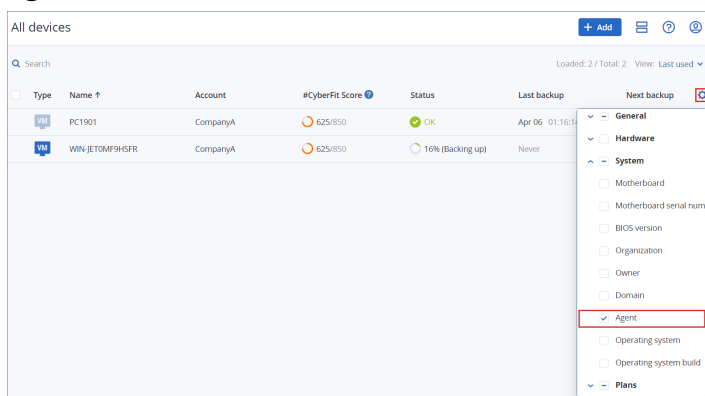 All devices
+ Add
Search
Loaded: 2 / Total: 2 View: Last used
Type Name ↑ Account #CyberFit Score Status Last backup Next backup
VM PC1901 CompanyA 625/850 OK Apr 06 01:16:1
VM WIN-JET0MF9HSFR CompanyA 625/850 16% (Backing up) Never
General
Hardware
System
Motherboard
Motherboard serial num
BIOS version
Organization
Owner
Domain
Agent
Operating system
Operating system build
Plans